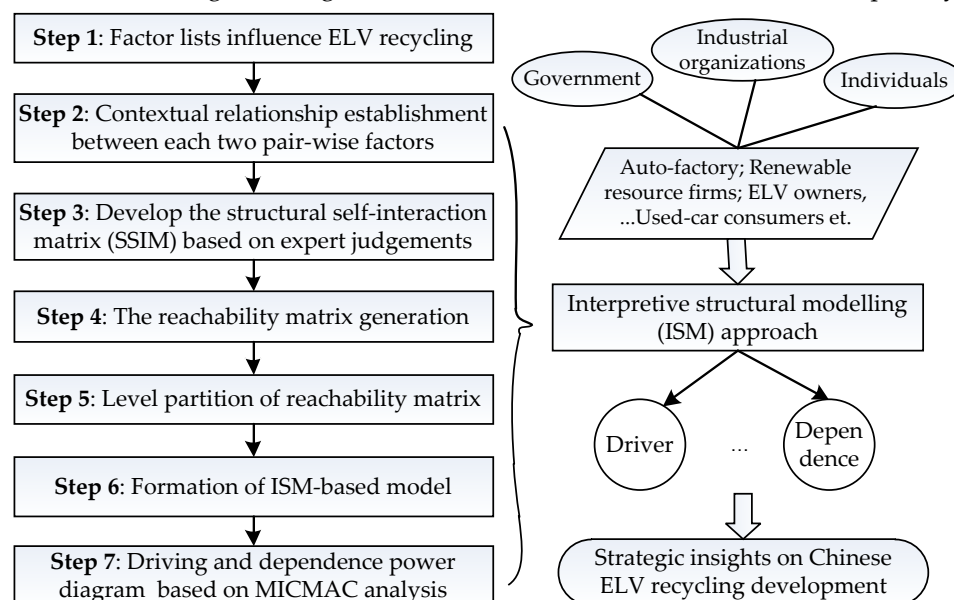 Step 1: Factor lists influence ELV recycling
Step 2: Contextual relationship establishment
between each two pair-wise factors
Step 3: Develop the structural self-interaction
matrix (SSIM) based on expert judgements
Step 4: The reachability matrix generation
Step 5: Level partition of reachability matrix
Step 6: Formation of ISM-based model
Step 7: Driving and dependence power
diagram based on MICMAC analysis
Government
Industrial
organizations
Individuals
Auto-factory; Renewable
resource firms; ELV owners,
...Used-car consumers et.
Interpretive structural modelling
(ISM) approach
Driver
...
Depen
dence
Strategic insights on Chinese
ELV recycling development